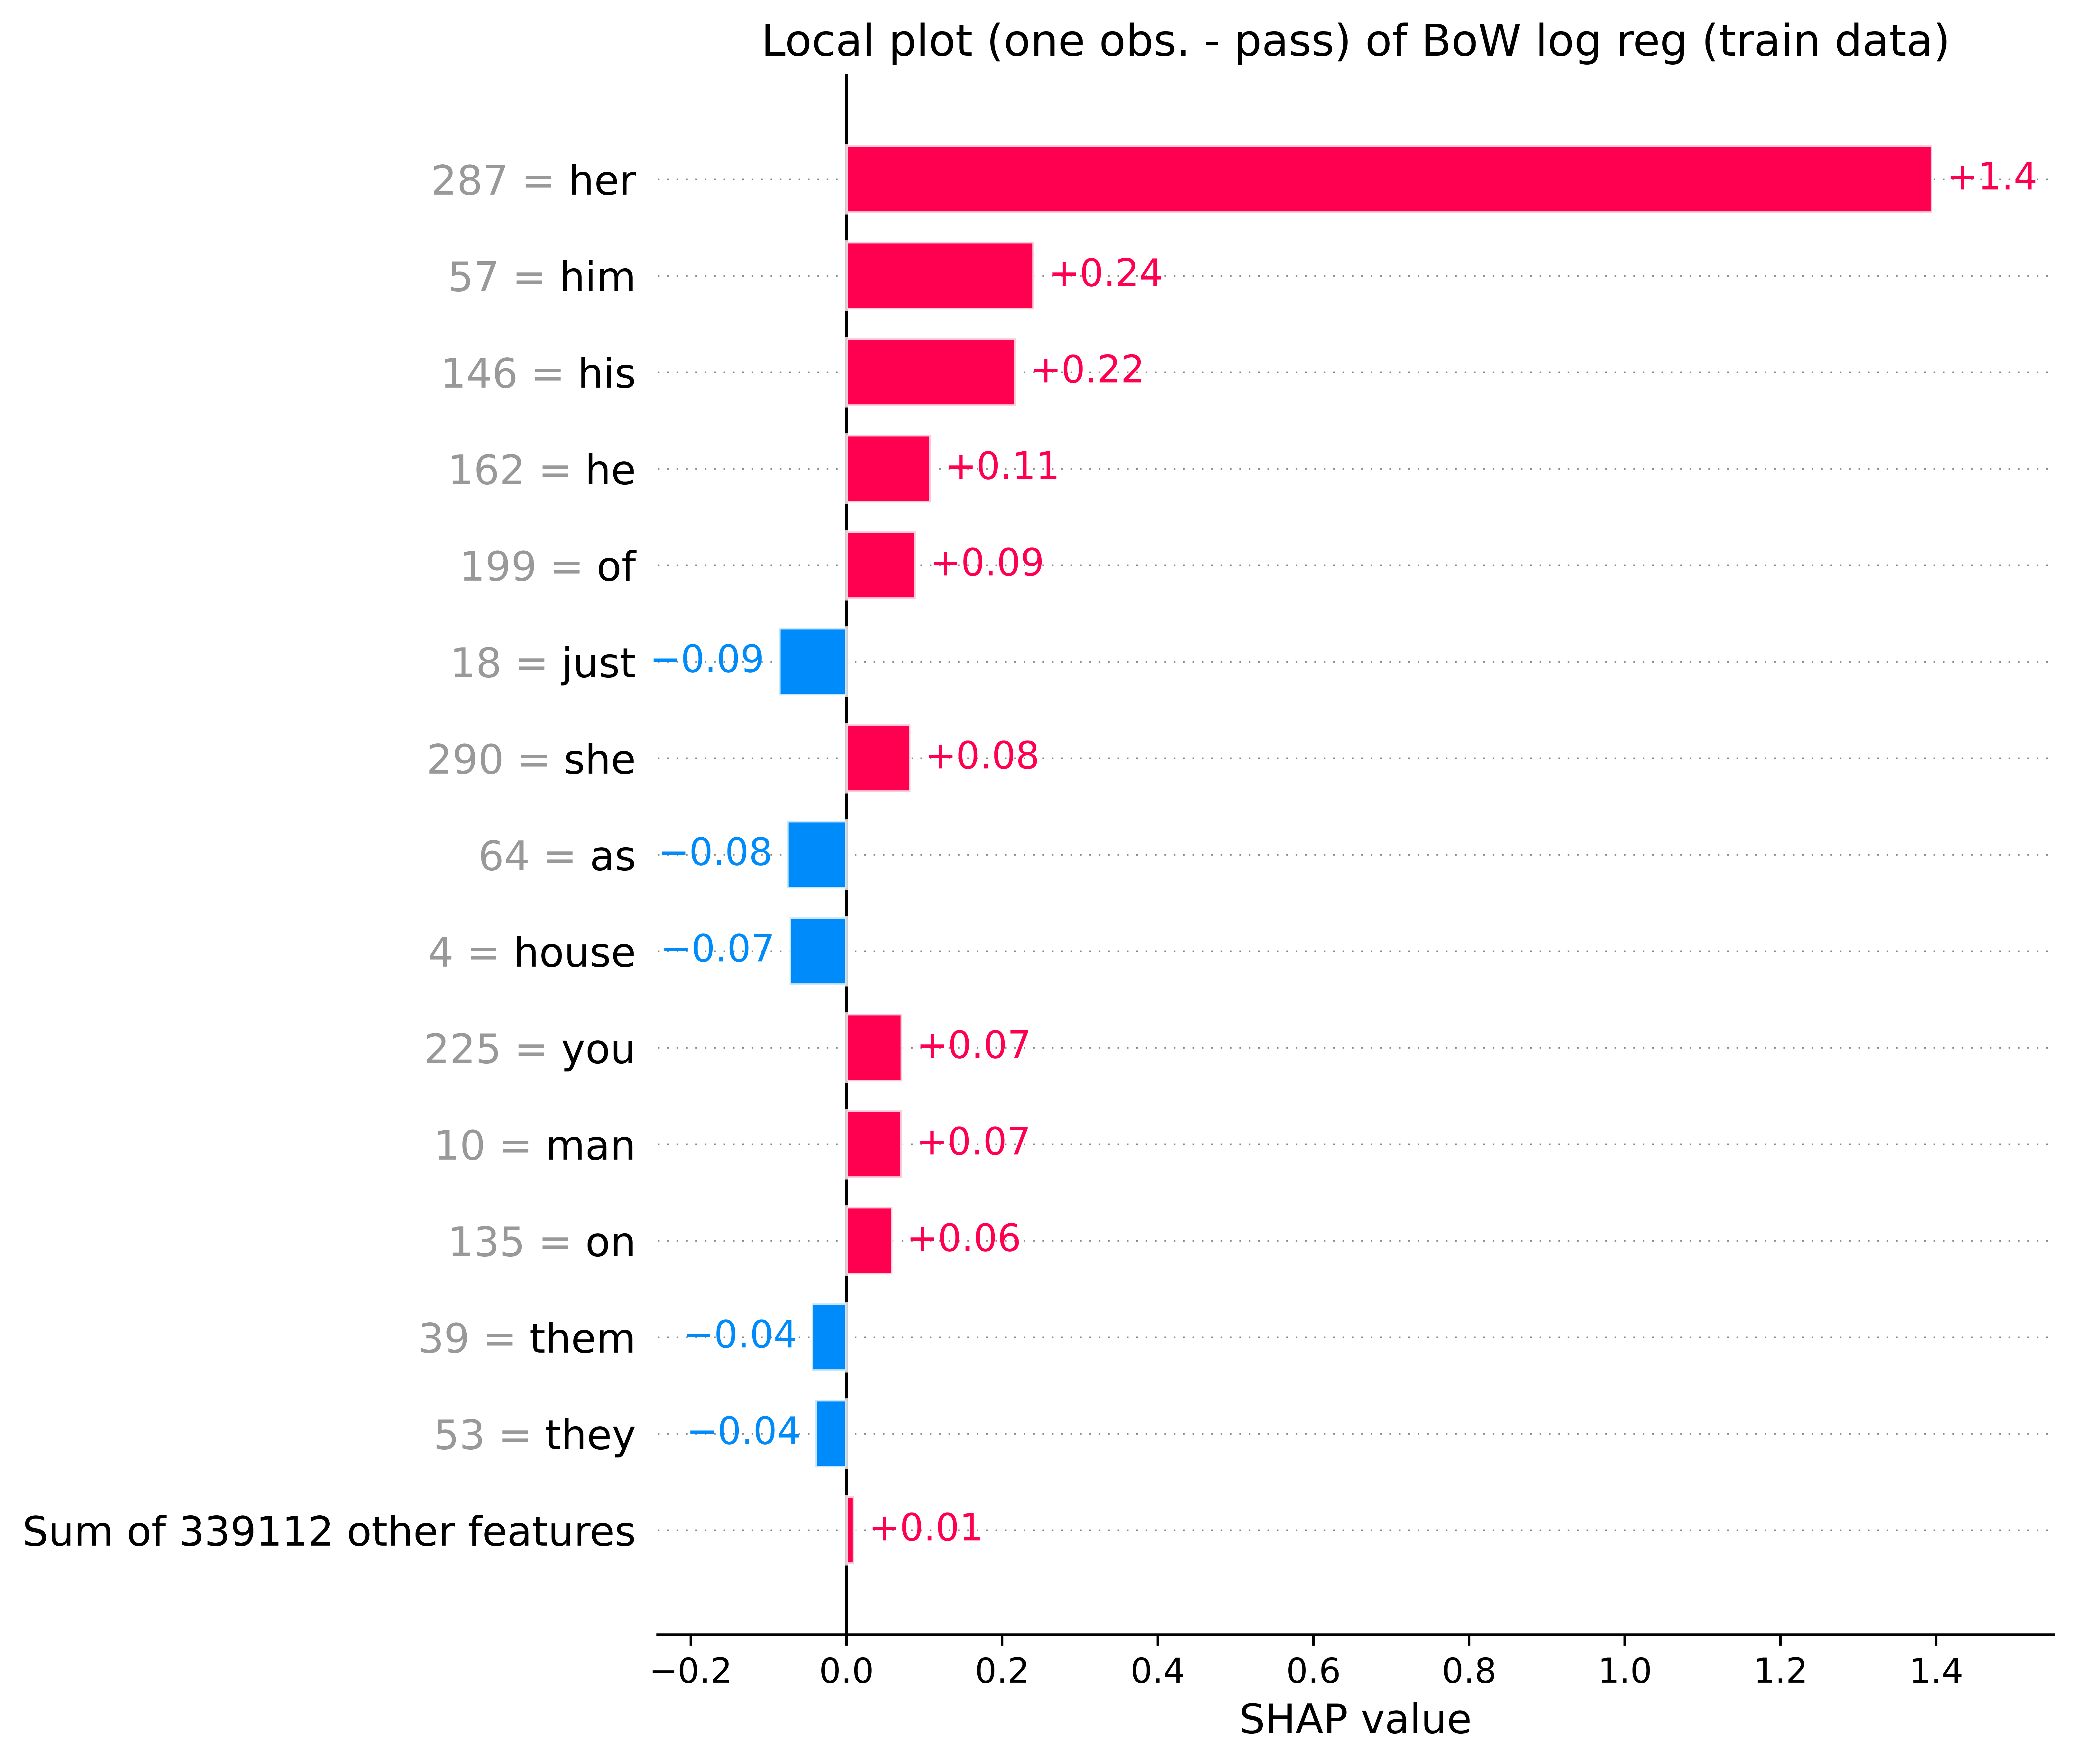 Local plot (one obs. - pass) of BoW log reg (train data)
287 = her +1.4
57 = him +0.24
146 = his +0.22
162 = he +0.11
199 = of +0.09
18 = just −0.09
290 = she +0.08
64 = as −0.08
4 = house −0.07
225 = you +0.07
10 = man +0.07
135 = on +0.06
39 = them −0.04
53 = they −0.04
Sum of 339112 other features +0.01
−0.2 0.0 0.2 0.4 0.6 0.8 1.0 1.2 1.4
SHAP value